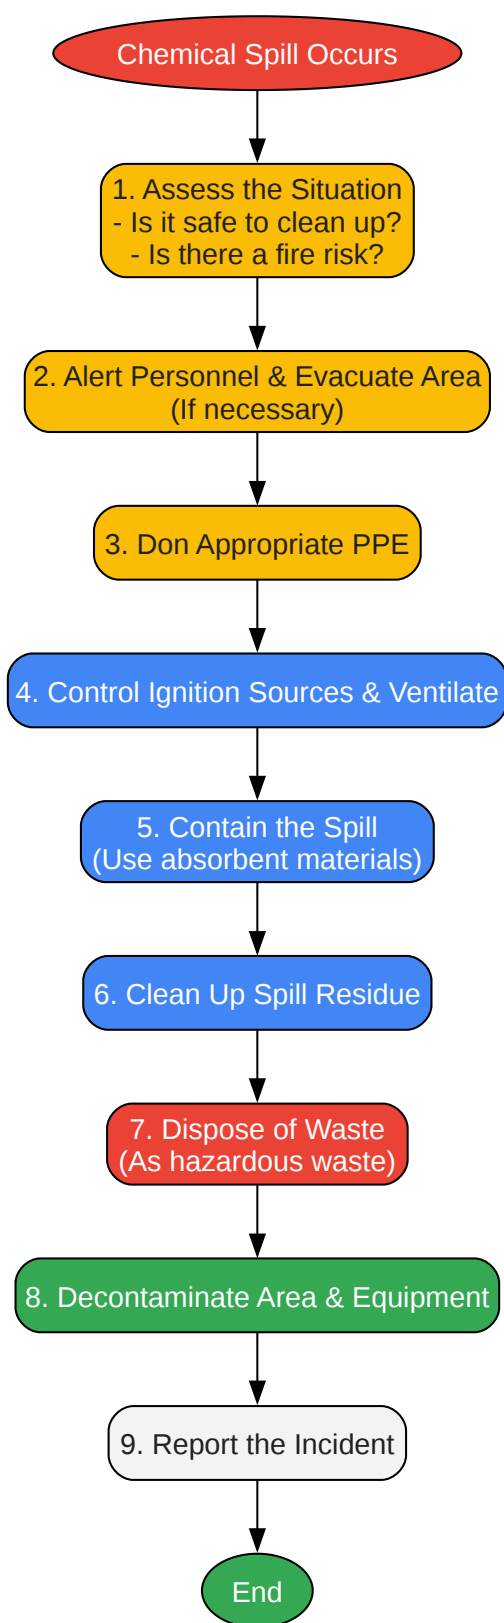 Chemical Spill Occurs
1. Assess the Situation
- Is it safe to clean up?
- Is there a fire risk?
2. Alert Personnel & Evacuate Area
(If necessary)
3. Don Appropriate PPE
4. Control Ignition Sources & Ventilate
5. Contain the Spill
(Use absorbent materials)
6. Clean Up Spill Residue
7. Dispose of Waste
(As hazardous waste)
8. Decontaminate Area & Equipment
9. Report the Incident
End